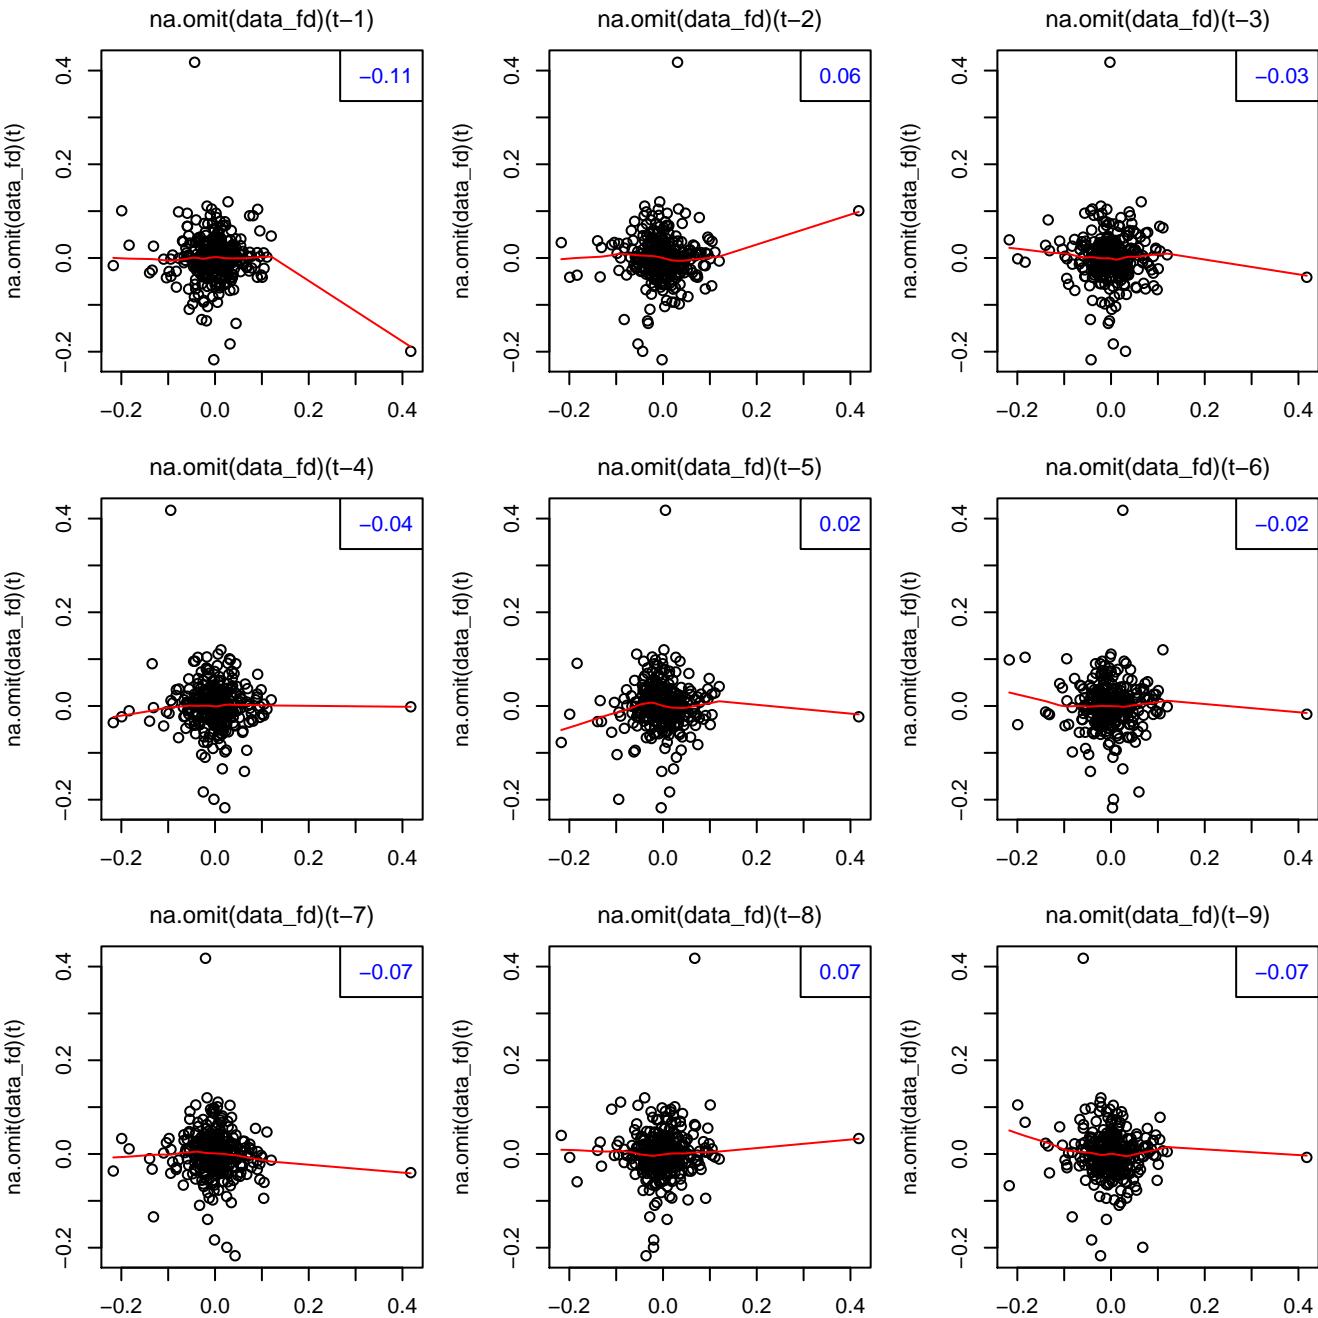 na.omit(data_fd)(t−1)
na.omit(data_fd)(t)
−0.11
0.4
0.2
0.0
−0.2
−0.2 0.0 0.2 0.4
na.omit(data_fd)(t−2)
na.omit(data_fd)(t)
0.06
0.4
0.2
0.0
−0.2
−0.2 0.0 0.2 0.4
na.omit(data_fd)(t−3)
na.omit(data_fd)(t)
−0.03
0.4
0.2
0.0
−0.2
−0.2 0.0 0.2 0.4
na.omit(data_fd)(t−4)
na.omit(data_fd)(t)
−0.04
0.4
0.2
0.0
−0.2
−0.2 0.0 0.2 0.4
na.omit(data_fd)(t−5)
na.omit(data_fd)(t)
0.02
0.4
0.2
0.0
−0.2
−0.2 0.0 0.2 0.4
na.omit(data_fd)(t−6)
na.omit(data_fd)(t)
−0.02
0.4
0.2
0.0
−0.2
−0.2 0.0 0.2 0.4
na.omit(data_fd)(t−7)
na.omit(data_fd)(t)
−0.07
0.4
0.2
0.0
−0.2
−0.2 0.0 0.2 0.4
na.omit(data_fd)(t−8)
na.omit(data_fd)(t)
0.07
0.4
0.2
0.0
−0.2
−0.2 0.0 0.2 0.4
na.omit(data_fd)(t−9)
na.omit(data_fd)(t)
−0.07
0.4
0.2
0.0
−0.2
−0.2 0.0 0.2 0.4